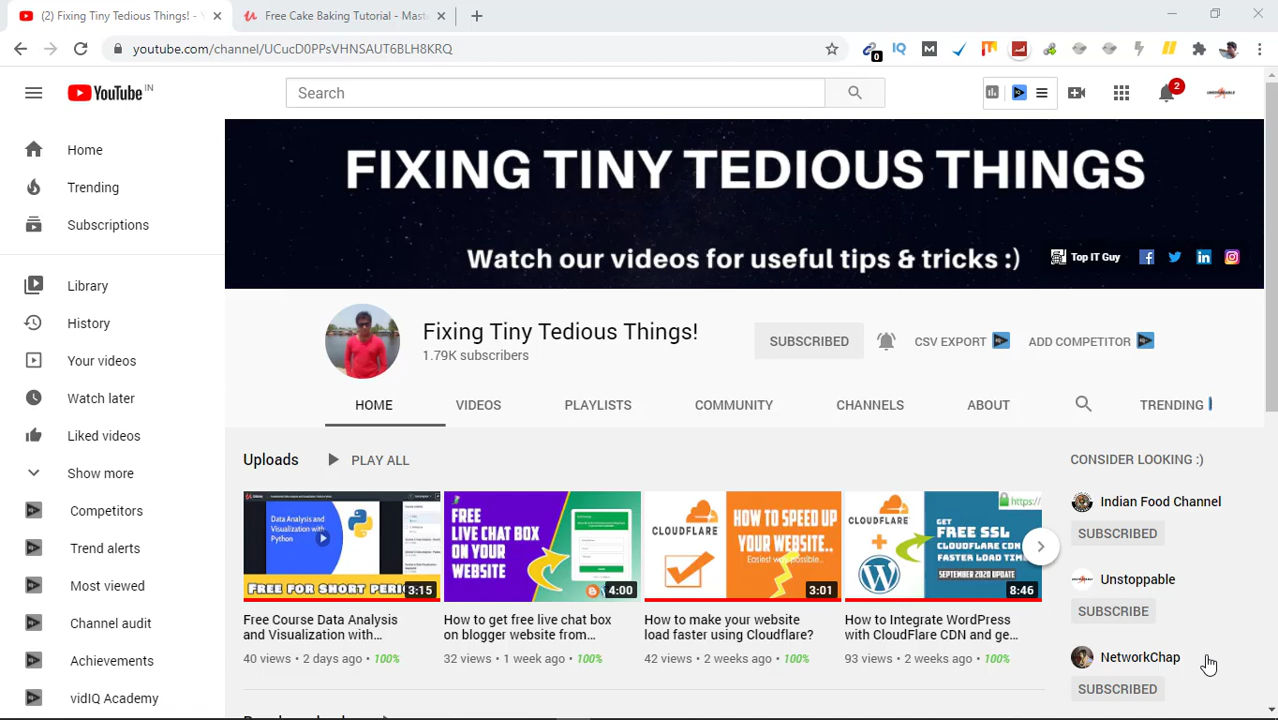 (2) Fixing Tiny Tedious Things! -
Free Cake Baking Tutorial - Mast
youtube.com/channel/UCucD0PPsVHNSAUT6BLH8KRQ
0
IQ
M
YouTube IN
Search
2
Home
Trending
Subscriptions
Library
History
Your videos
Watch later
Liked videos
Show more
Competitors
Trend alerts
Most viewed
Channel audit
Achievements
vidIQ Academy
FIXING TINY TEDIOUS THINGS
Watch our videos for useful tips & tricks :)
Top IT Guy
Fixing Tiny Tedious Things!
1.79K subscribers
SUBSCRIBED
CSV EXPORT
ADD COMPETITOR
HOME
VIDEOS
PLAYLISTS
COMMUNITY
CHANNELS
ABOUT
TRENDING
Uploads
PLAY ALL
Data Analysis
and Visualization
with Python
FREE FOR SHORT PERI
3:15
Free Course Data Analysis
and Visualization with...
40 views • 2 days ago • 100%
FREE
LIVE CHAT BOX
ON YOUR
WEBSITE
4:00
How to get free live chat box
on blogger website from...
32 views • 1 week ago • 100%
CLOUDFLARE
HOW TO SPEED UP
YOUR WEBSITE..
Easiest way possible...
3:01
How to make your website
load faster using Cloudflare?
42 views • 2 weeks ago • 100%
CLOUDFLARE
https://
GET
FREE SSL
CLOUDFLARE CDN
FASTER LOAD TIME
SEPTEMBER 2020 UPDATE
8:46
How to Integrate WordPress
with CloudFlare CDN and ge...
93 views • 2 weeks ago • 100%
CONSIDER LOOKING :)
Indian Food Channel
SUBSCRIBED
Unstoppable
SUBSCRIBE
NetworkChap
SUBSCRIBED